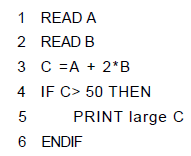 1 READ A
2 READ B
3 C =A + 2*B
4 IF C> 50 THEN
5 PRINT large C
6 ENDIF